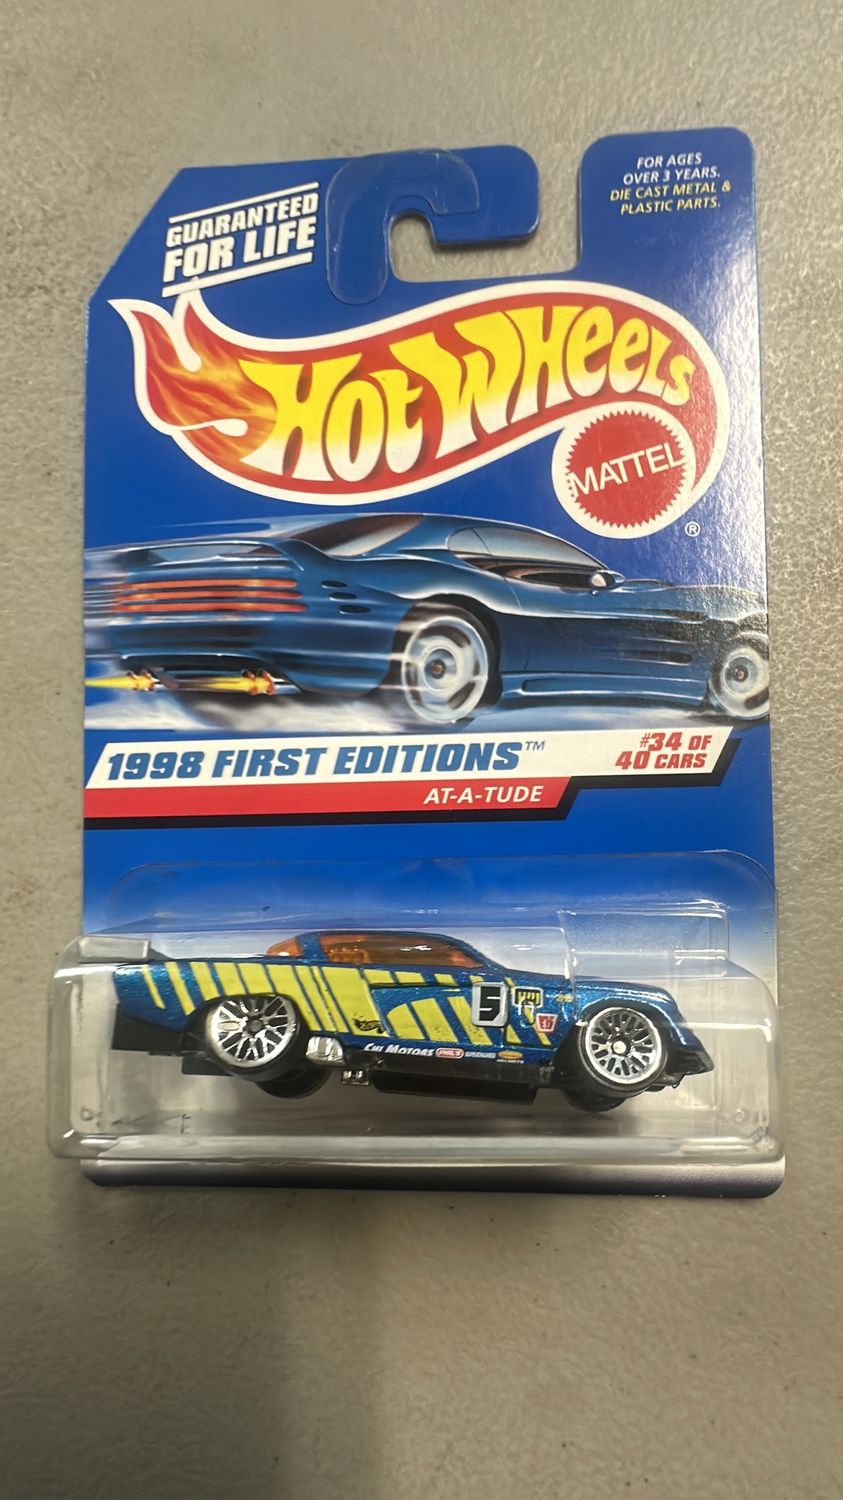 GUARANTEED
FOR LIFE
FOR AGES
OVER 3 YEARS.
DIE CAST METAL &
PLASTIC PARTS.
HOT WHEELS
MATTEL
®
1998 FIRST EDITIONS™
#34 OF
40 CARS
AT-A-TUDE
5
CHI MOTORS